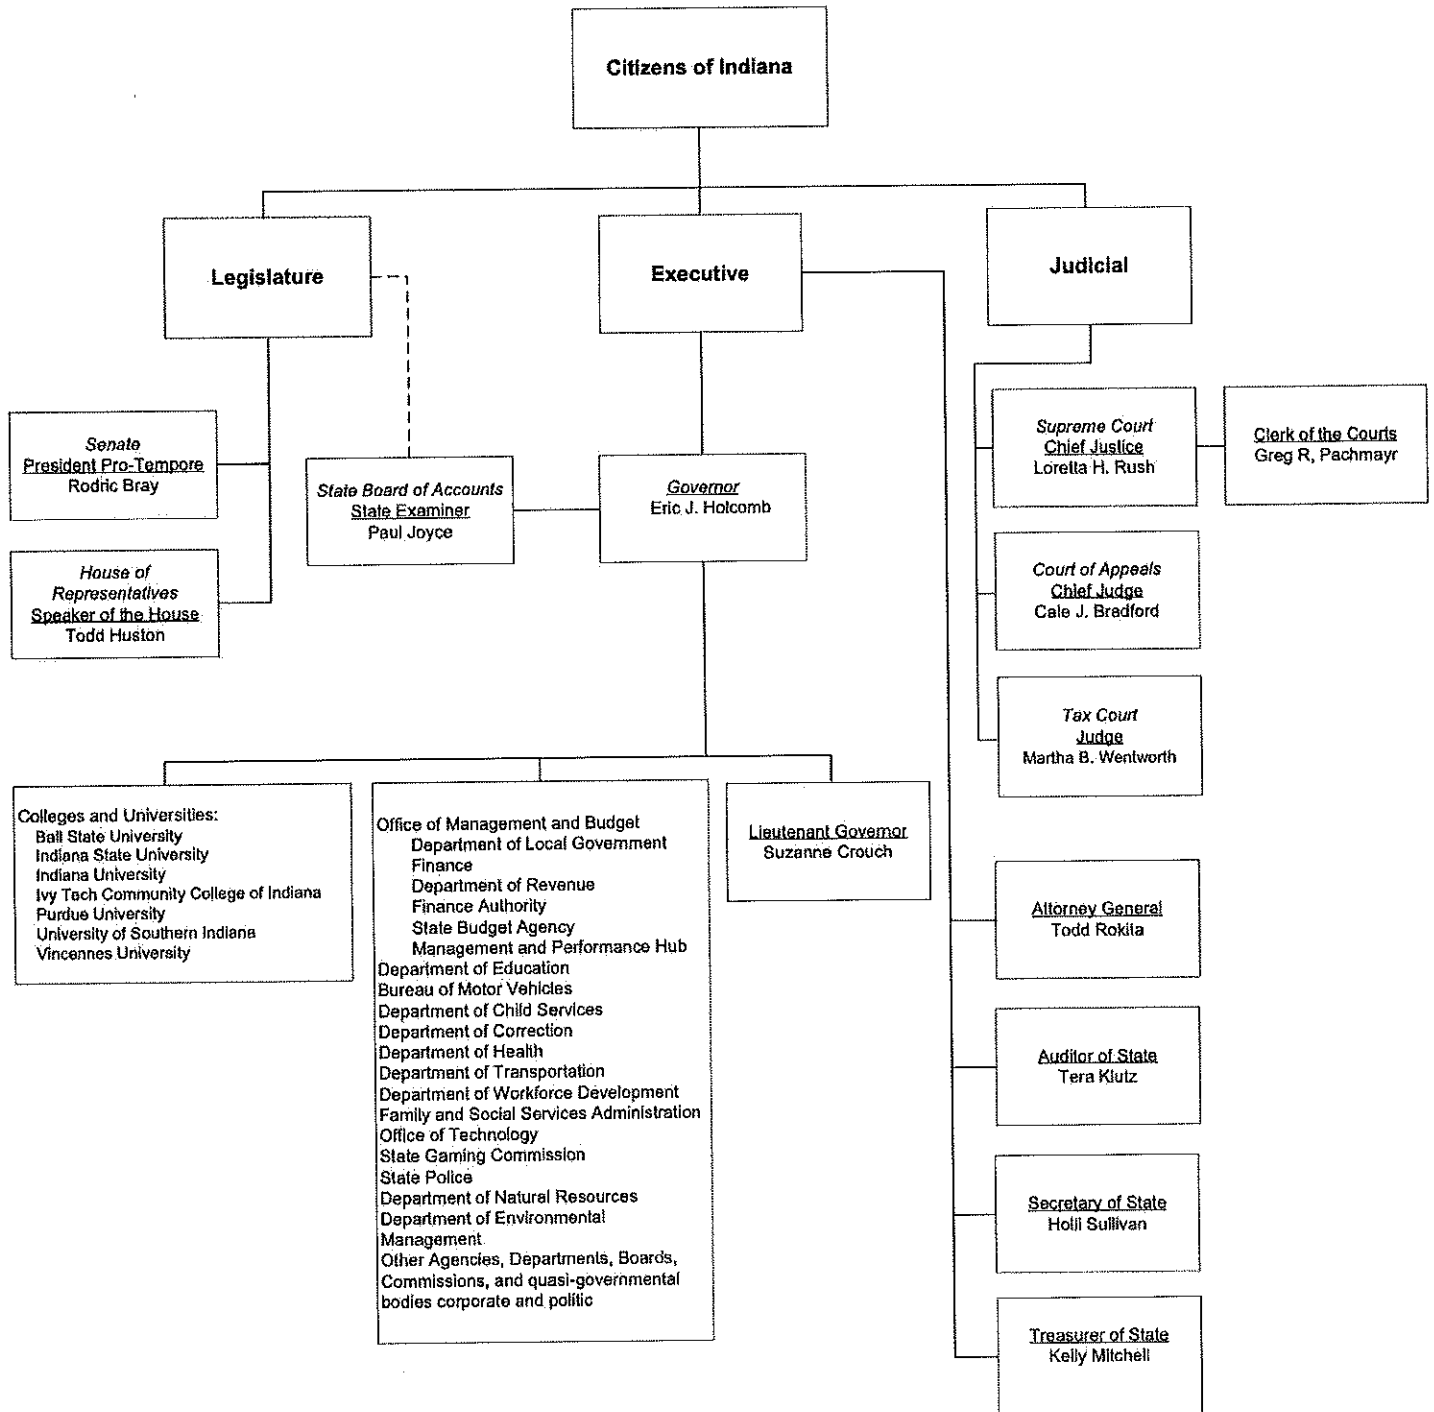 Citizens of Indiana
Legislature
Executive
Judicial
Senate
President Pro-Tempore
Rodric Bray
House of
Representatives
Speaker of the House
Todd Huston
State Board of Accounts
State Examiner
Paul Joyce
Governor
Eric J. Holcomb
Supreme Court
Chief Justice
Loretta H. Rush
Clerk of the Courts
Greg R, Pachmayr
Court of Appeals
Chief Judge
Cale J. Bradford
Tax Court
Judge
Martha B. Wentworth
Colleges and Universities:
Ball State University
Indiana State University
Indiana University
Ivy Tech Community College of Indiana
Purdue University
University of Southern Indiana
Vincennes University
Office of Management and Budget
Department of Local Government
Finance
Department of Revenue
Finance Authority
State Budget Agency
Management and Performance Hub
Department of Education
Bureau of Motor Vehicles
Department of Child Services
Department of Correction
Department of Health
Department of Transportation
Department of Workforce Development
Family and Social Services Administration
Office of Technology
State Gaming Commission
State Police
Department of Natural Resources
Department of Environmental
Management
Other Agencies, Departments, Boards,
Commissions, and quasi-governmental
bodies corporate and politic
Lieutenant Governor
Suzanne Crouch
Attorney General
Todd Rokita
Auditor of State
Tera Klutz
Secretary of State
Holli Sullivan
Treasurer of State
Kelly Mitchell